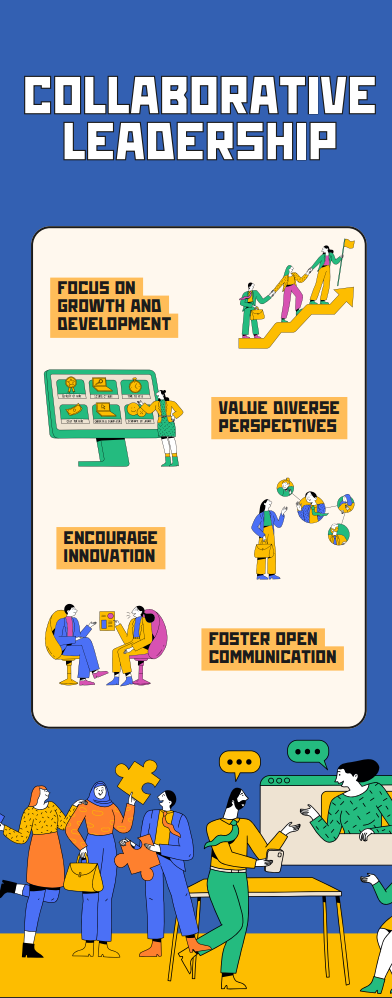 COLLABORATIVE
LEADERSHIP
FOCUS ON
GROWTH AND
DEVELOPMENT
VALUE DIVERSE
PERSPECTIVES
ENCOURAGE
INNOVATION
FOSTER OPEN
COMMUNICATION